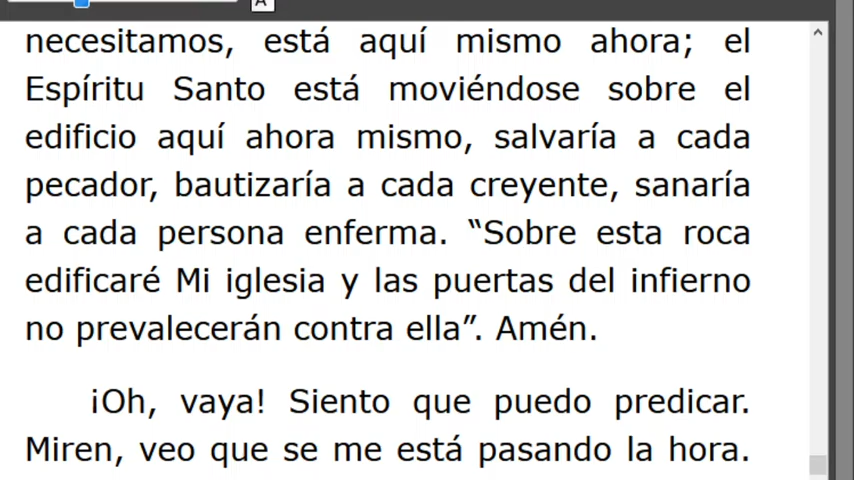 A
necesitamos, está aquí mismo ahora; el
Espíritu Santo está moviéndose sobre el
edificio aquí ahora mismo, salvaría a cada
pecador, bautizaría a cada creyente, sanaría
a cada persona enferma. “Sobre esta roca
edificaré Mi iglesia y las puertas del infierno
no prevalecerán contra ella”. Amén.
¡Oh, vaya! Siento que puedo predicar.
Miren, veo que se me está pasando la hora.